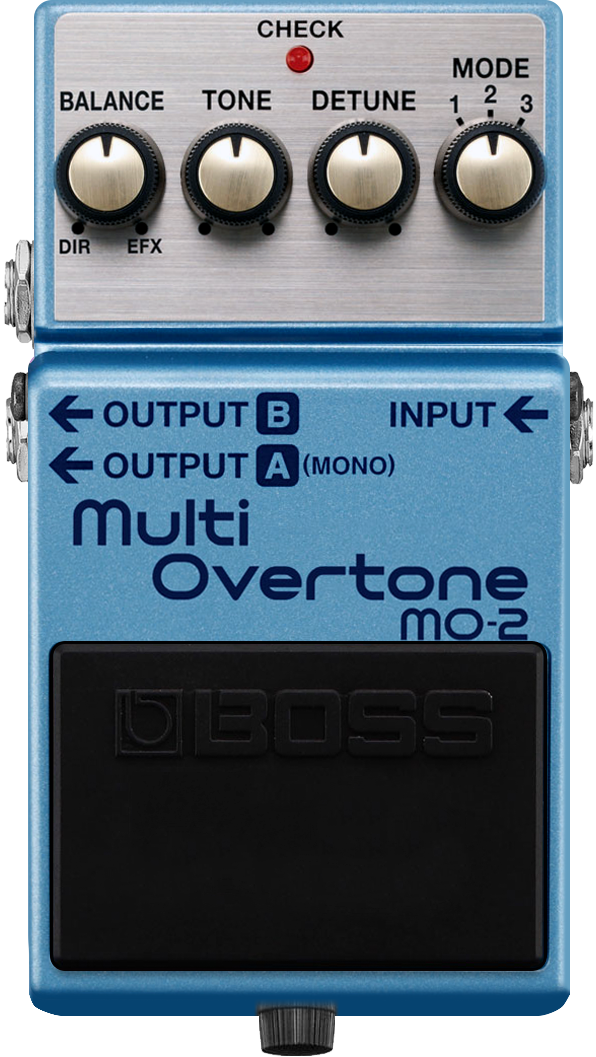 CHECK
MODE
BALANCE TONE DETUNE 1 2 3
DIR EFX
OUTPUT B INPUT
OUTPUT A (MONO)
Multi
Overtone
MO-2
BOSS